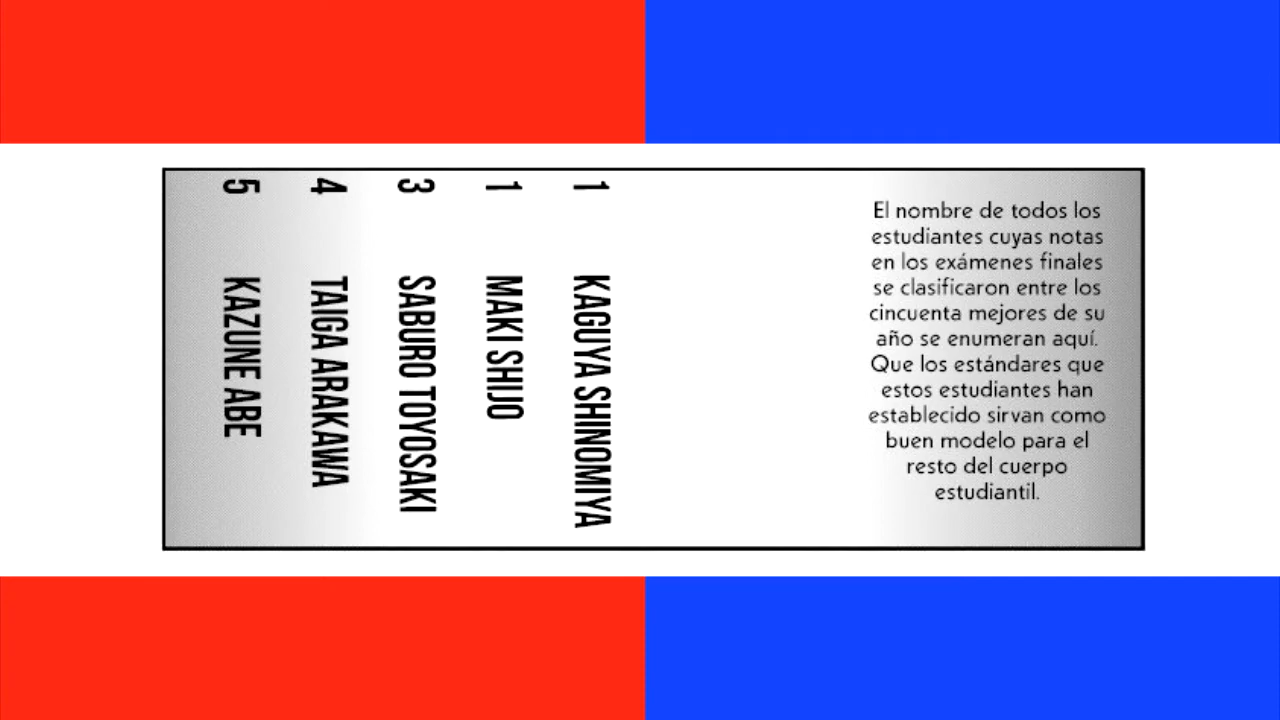 El nombre de todos los
estudiantes cuyas notas
en los exámenes finales
se clasificaron entre los
cincuenta mejores de su
año se enumeran aquí.
Que los estándares que
estos estudiantes han
establecido sirvan como
buen modelo para el
resto del cuerpo
estudiantil.
1 KAGUYA SHINOMIYA
1 MAKI SHIJO
3 SABURO TOYOSAKI
4 TAIGA ARAKAWA
5 KAZUNE ABE